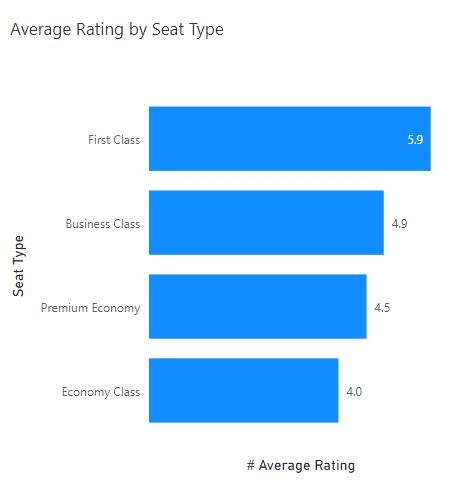 Average Rating by Seat Type
First Class
5.9
Business Class
4.9
Seat Type
Premium Economy
4.5
Economy Class
4.0
# Average Rating